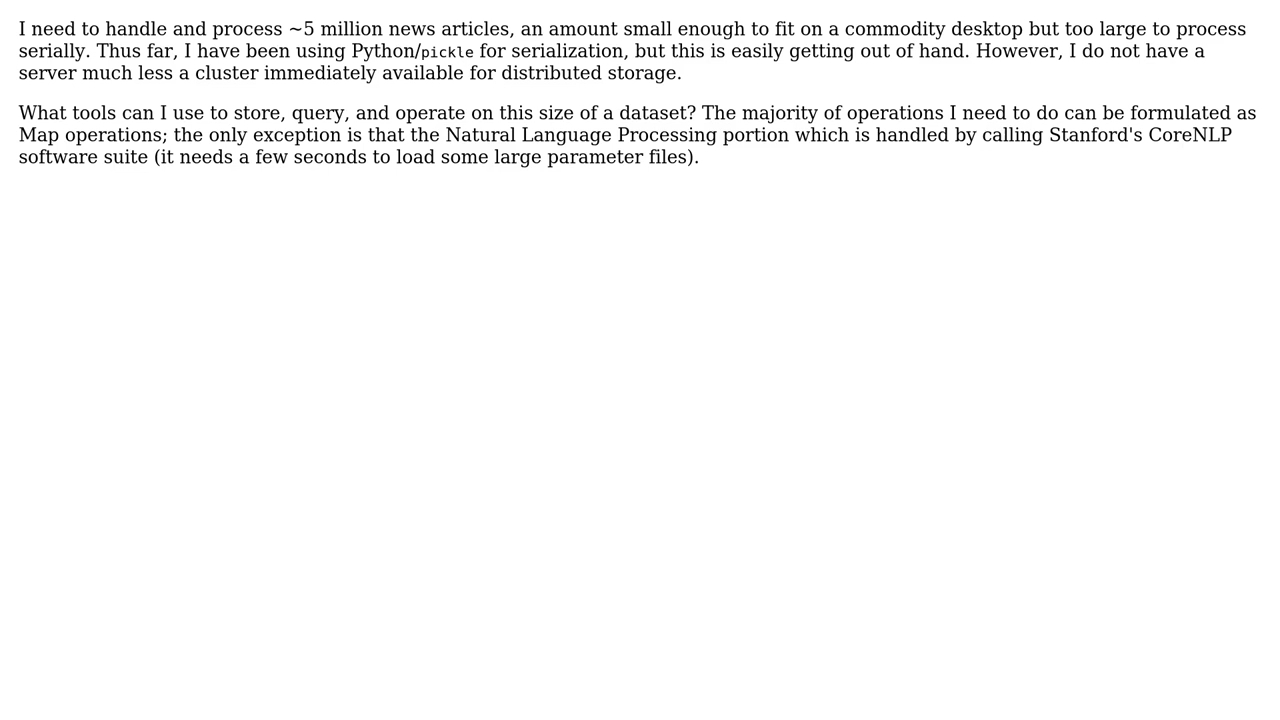 I need to handle and process ~5 million news articles, an amount small enough to fit on a commodity desktop but too large to process
serially. Thus far, I have been using Python/pickle for serialization, but this is easily getting out of hand. However, I do not have a
server much less a cluster immediately available for distributed storage.
What tools can I use to store, query, and operate on this size of a dataset? The majority of operations I need to do can be formulated as
Map operations; the only exception is that the Natural Language Processing portion which is handled by calling Stanford's CoreNLP
software suite (it needs a few seconds to load some large parameter files).